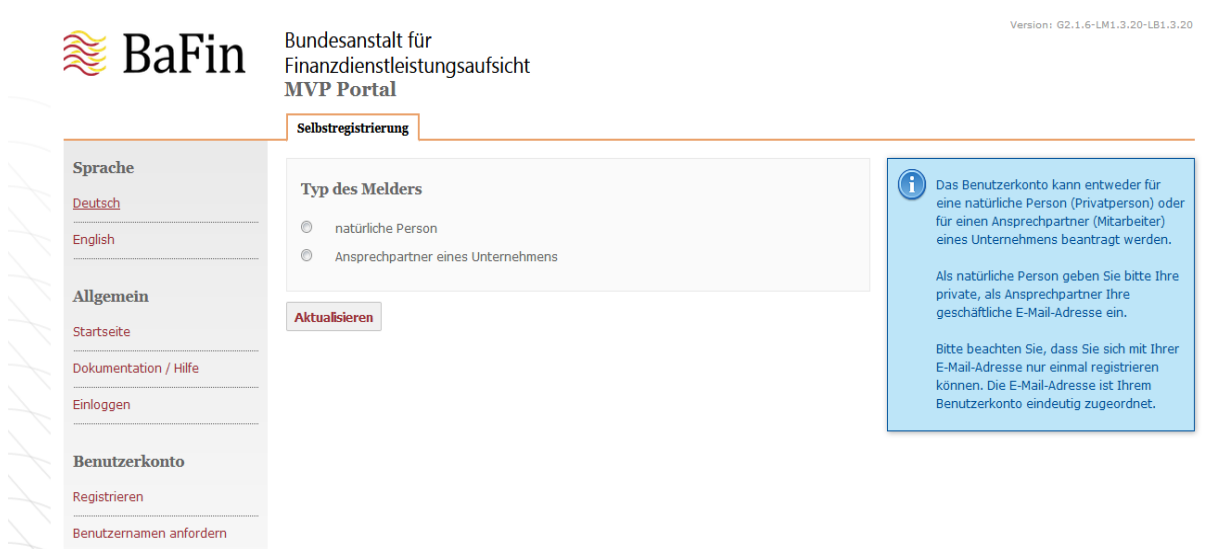 Version: G2.1.6-LM1.3.20-LB1.3.20
BaFin
Bundesanstalt für
Finanzdienstleistungsaufsicht
MVP Portal
Selbstregistrierung
Sprache
Deutsch
English
Allgemein
Startseite
Dokumentation / Hilfe
Einloggen
Benutzerkonto
Registrieren
Benutzernamen anfordern
Typ des Melders
natürliche Person
Ansprechpartner eines Unternehmens
Aktualisieren
Das Benutzerkonto kann entweder für
eine natürliche Person (Privatperson) oder
für einen Ansprechpartner (Mitarbeiter)
eines Unternehmens beantragt werden.
Als natürliche Person geben Sie bitte Ihre
private, als Ansprechpartner Ihre
geschäftliche E-Mail-Adresse ein.
Bitte beachten Sie, dass Sie sich mit Ihrer
E-Mail-Adresse nur einmal registrieren
können. Die E-Mail-Adresse ist Ihrem
Benutzerkonto eindeutig zugeordnet.